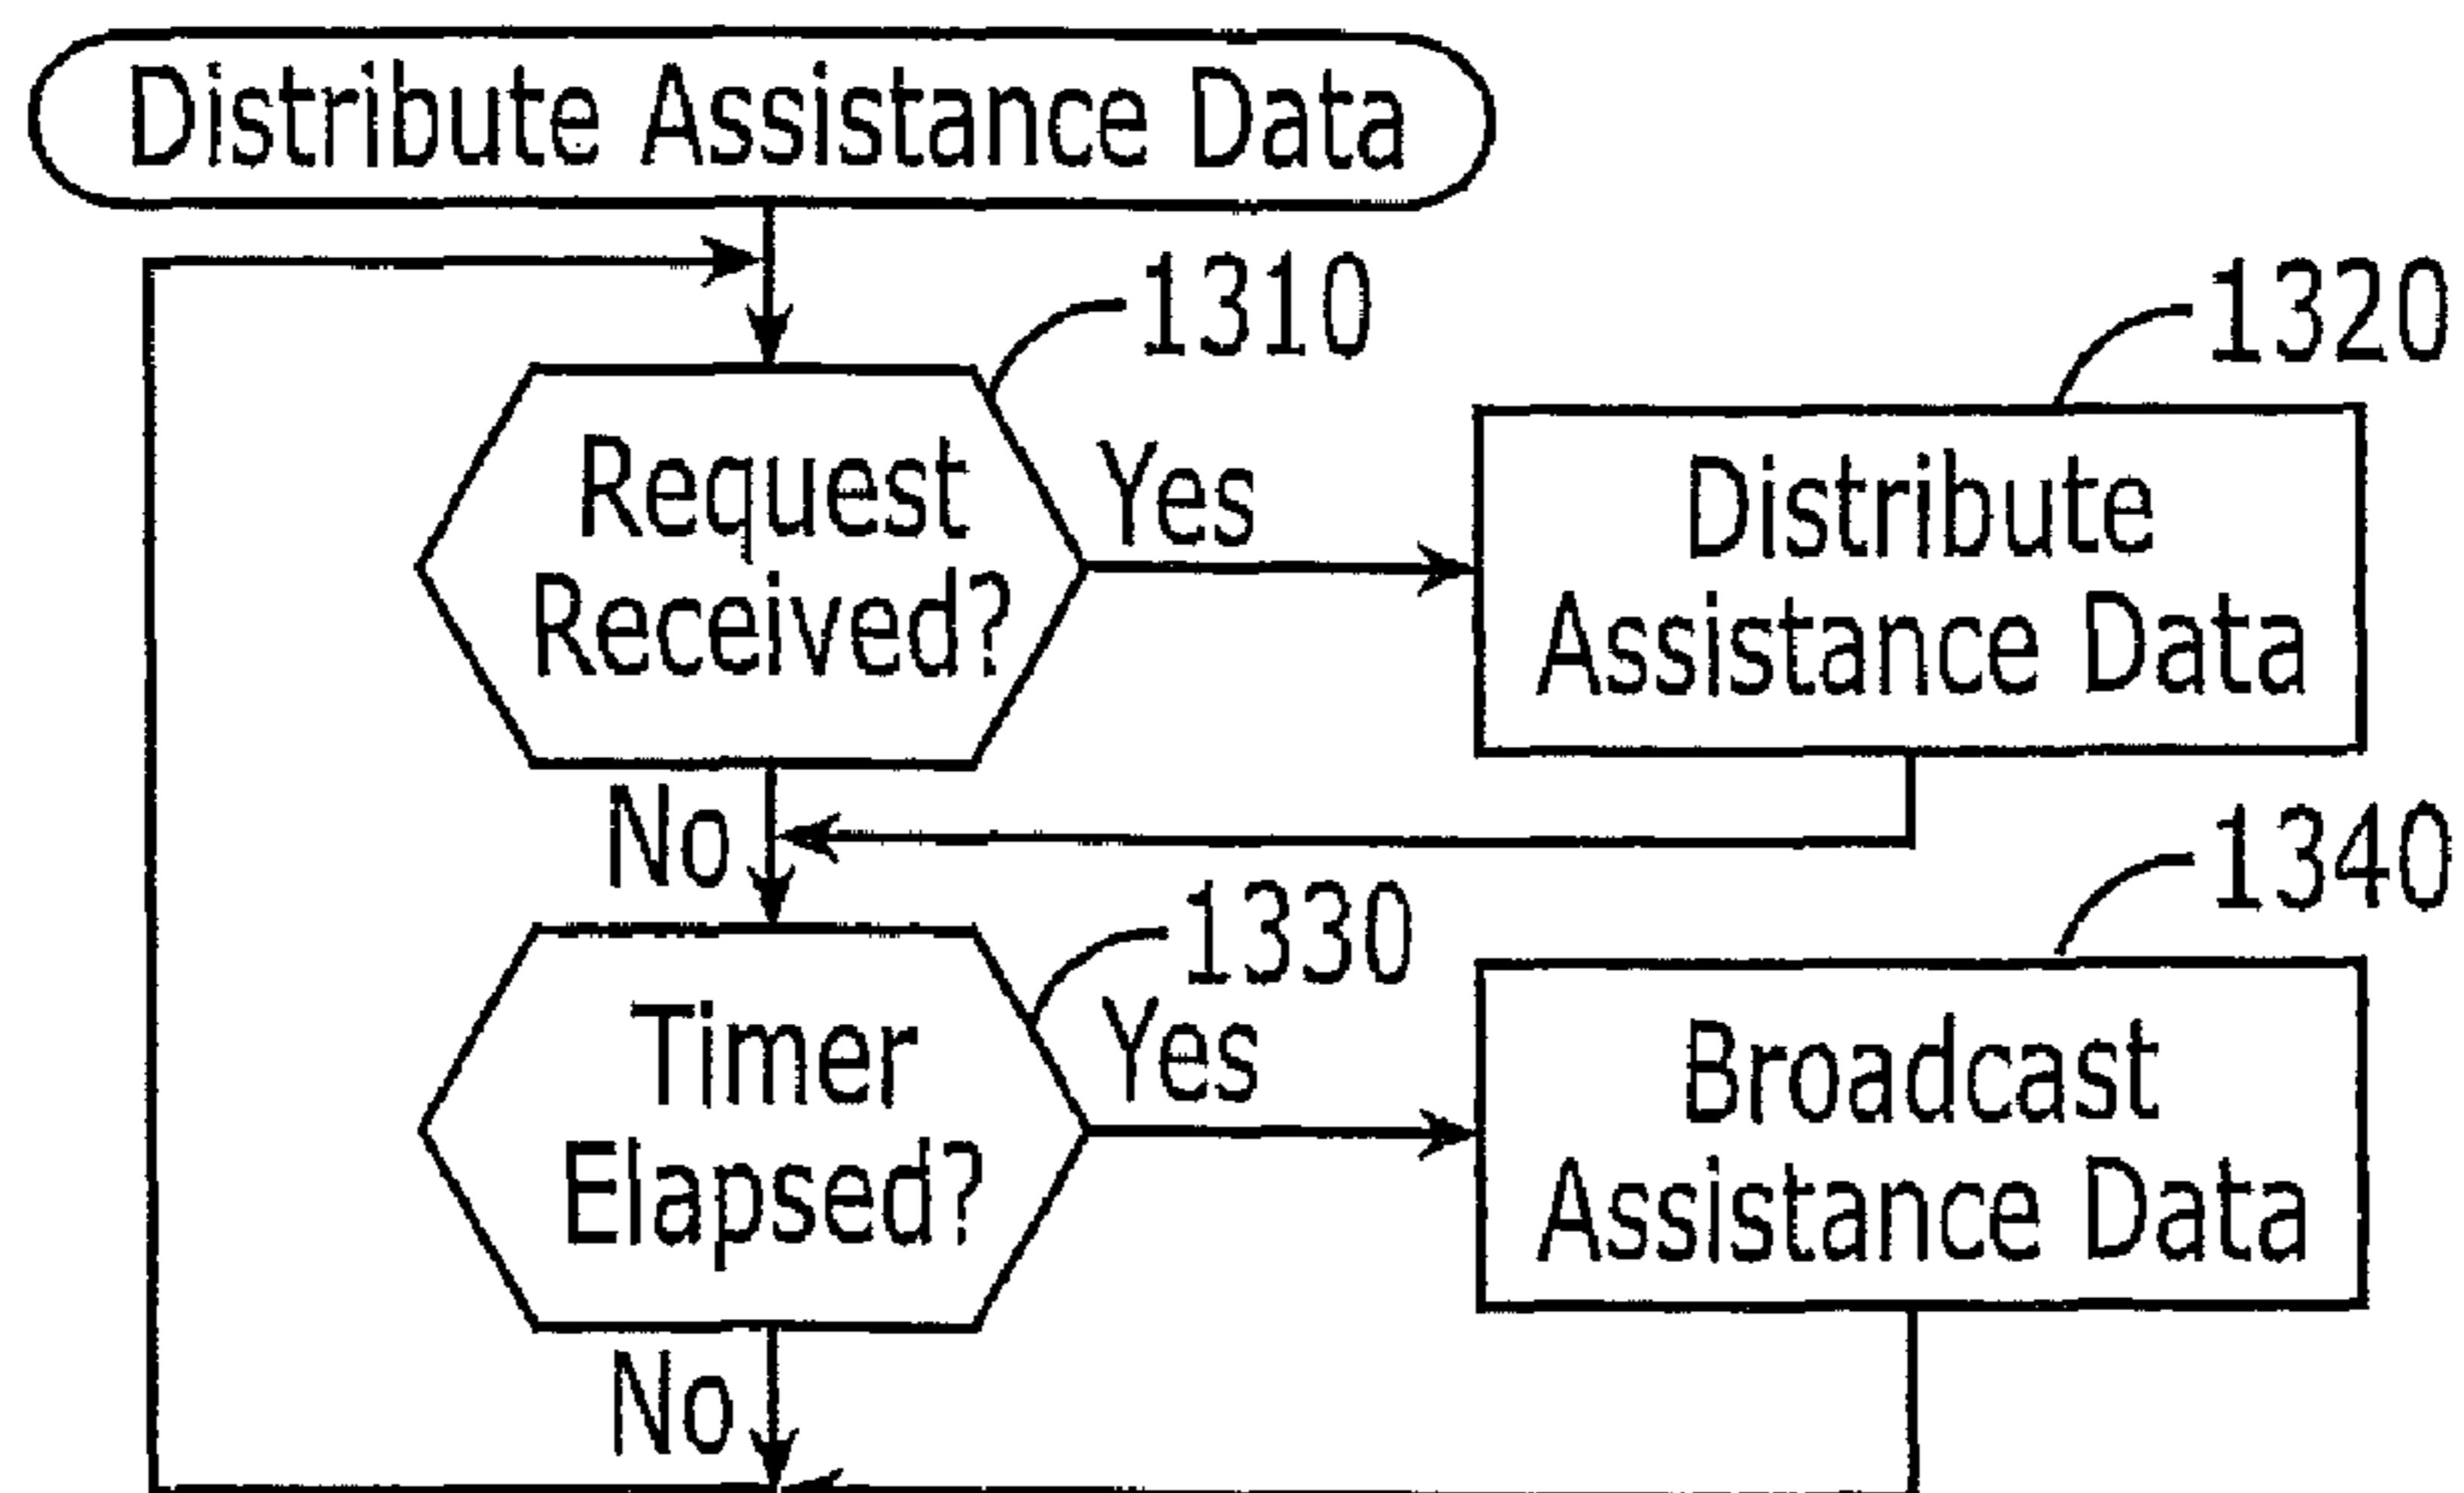 Distribute Assistance Data
1310
1320
Request
Received?
Yes
Distribute
Assistance Data
No
1340
1330
Timer
Elapsed?
Yes
Broadcast
Assistance Data
No